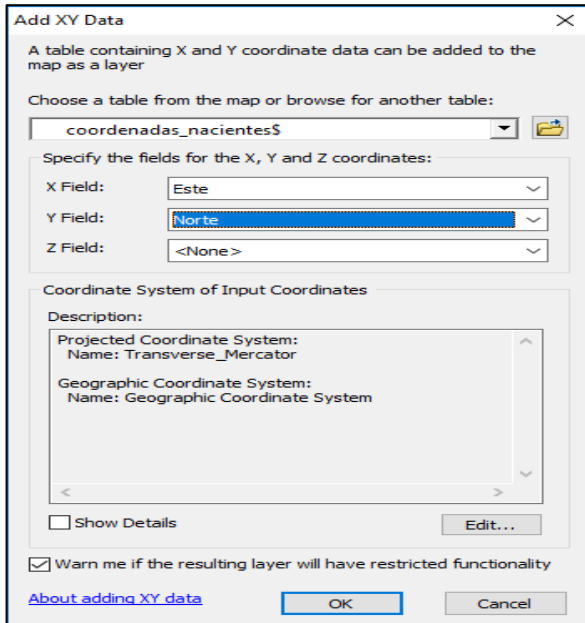 Add XY Data
A table containing X and Y coordinate data can be added to the
map as a layer
Choose a table from the map or browse for another table:
coordenadas_nacientes$
Specify the fields for the X, Y and Z coordinates:
X Field: Este
Y Field: Norte
Z Field: <None>
Coordinate System of Input Coordinates
Description:
Projected Coordinate System:
Name: Transverse_Mercator
Geographic Coordinate System:
Name: Geographic Coordinate System
Show Details Edit...
Warn me if the resulting layer will have restricted functionality
About adding XY data OK Cancel